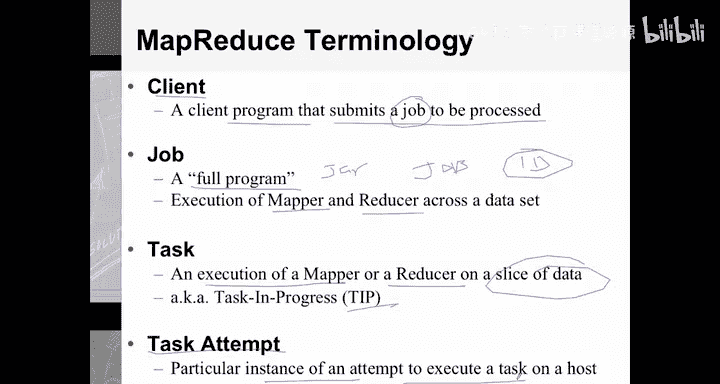 MapReduce Terminology
bilibili
• Client
– A client program that submits a job to be processed
• Job
– A “full program”
Jar JOB ID
– Execution of Mapper and Reducer across a data set
• Task
– An execution of a Mapper or a Reducer on a slice of data
– a.k.a. Task-In-Progress (TIP)
• Task Attempt
– Particular instance of an attempt to execute a task on a host